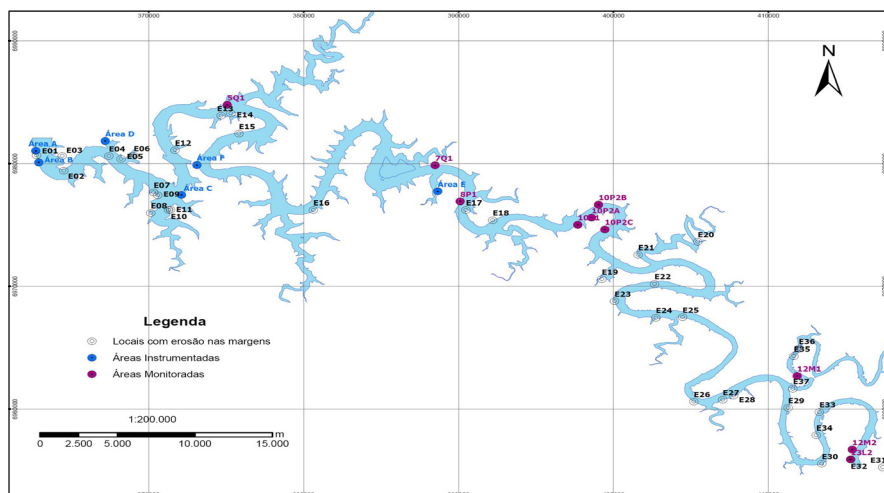 370000
380000
390000
400000
410000
N
5Q1
E13
E14
E15
Área D
Área A
E01
E03
Área B
E02
E04
E06
E05
E12
Área F
7Q1
Área E
8P1
E17
E18
E07
E09
Área C
E08
E11
E10
E16
10P2B
10P2A
10P2C
E20
E21
E19
E22
E23
E24
E25
Legenda
Locais com erosão nas margens
Áreas Instrumentadas
Áreas Monitoradas
1:200.000
0 2.500 5.000 10.000 15.000 m
E36
E35
12M1
E37
E26
E27
E28
E29
E33
E34
E30
12M2
13L2
E32
E31